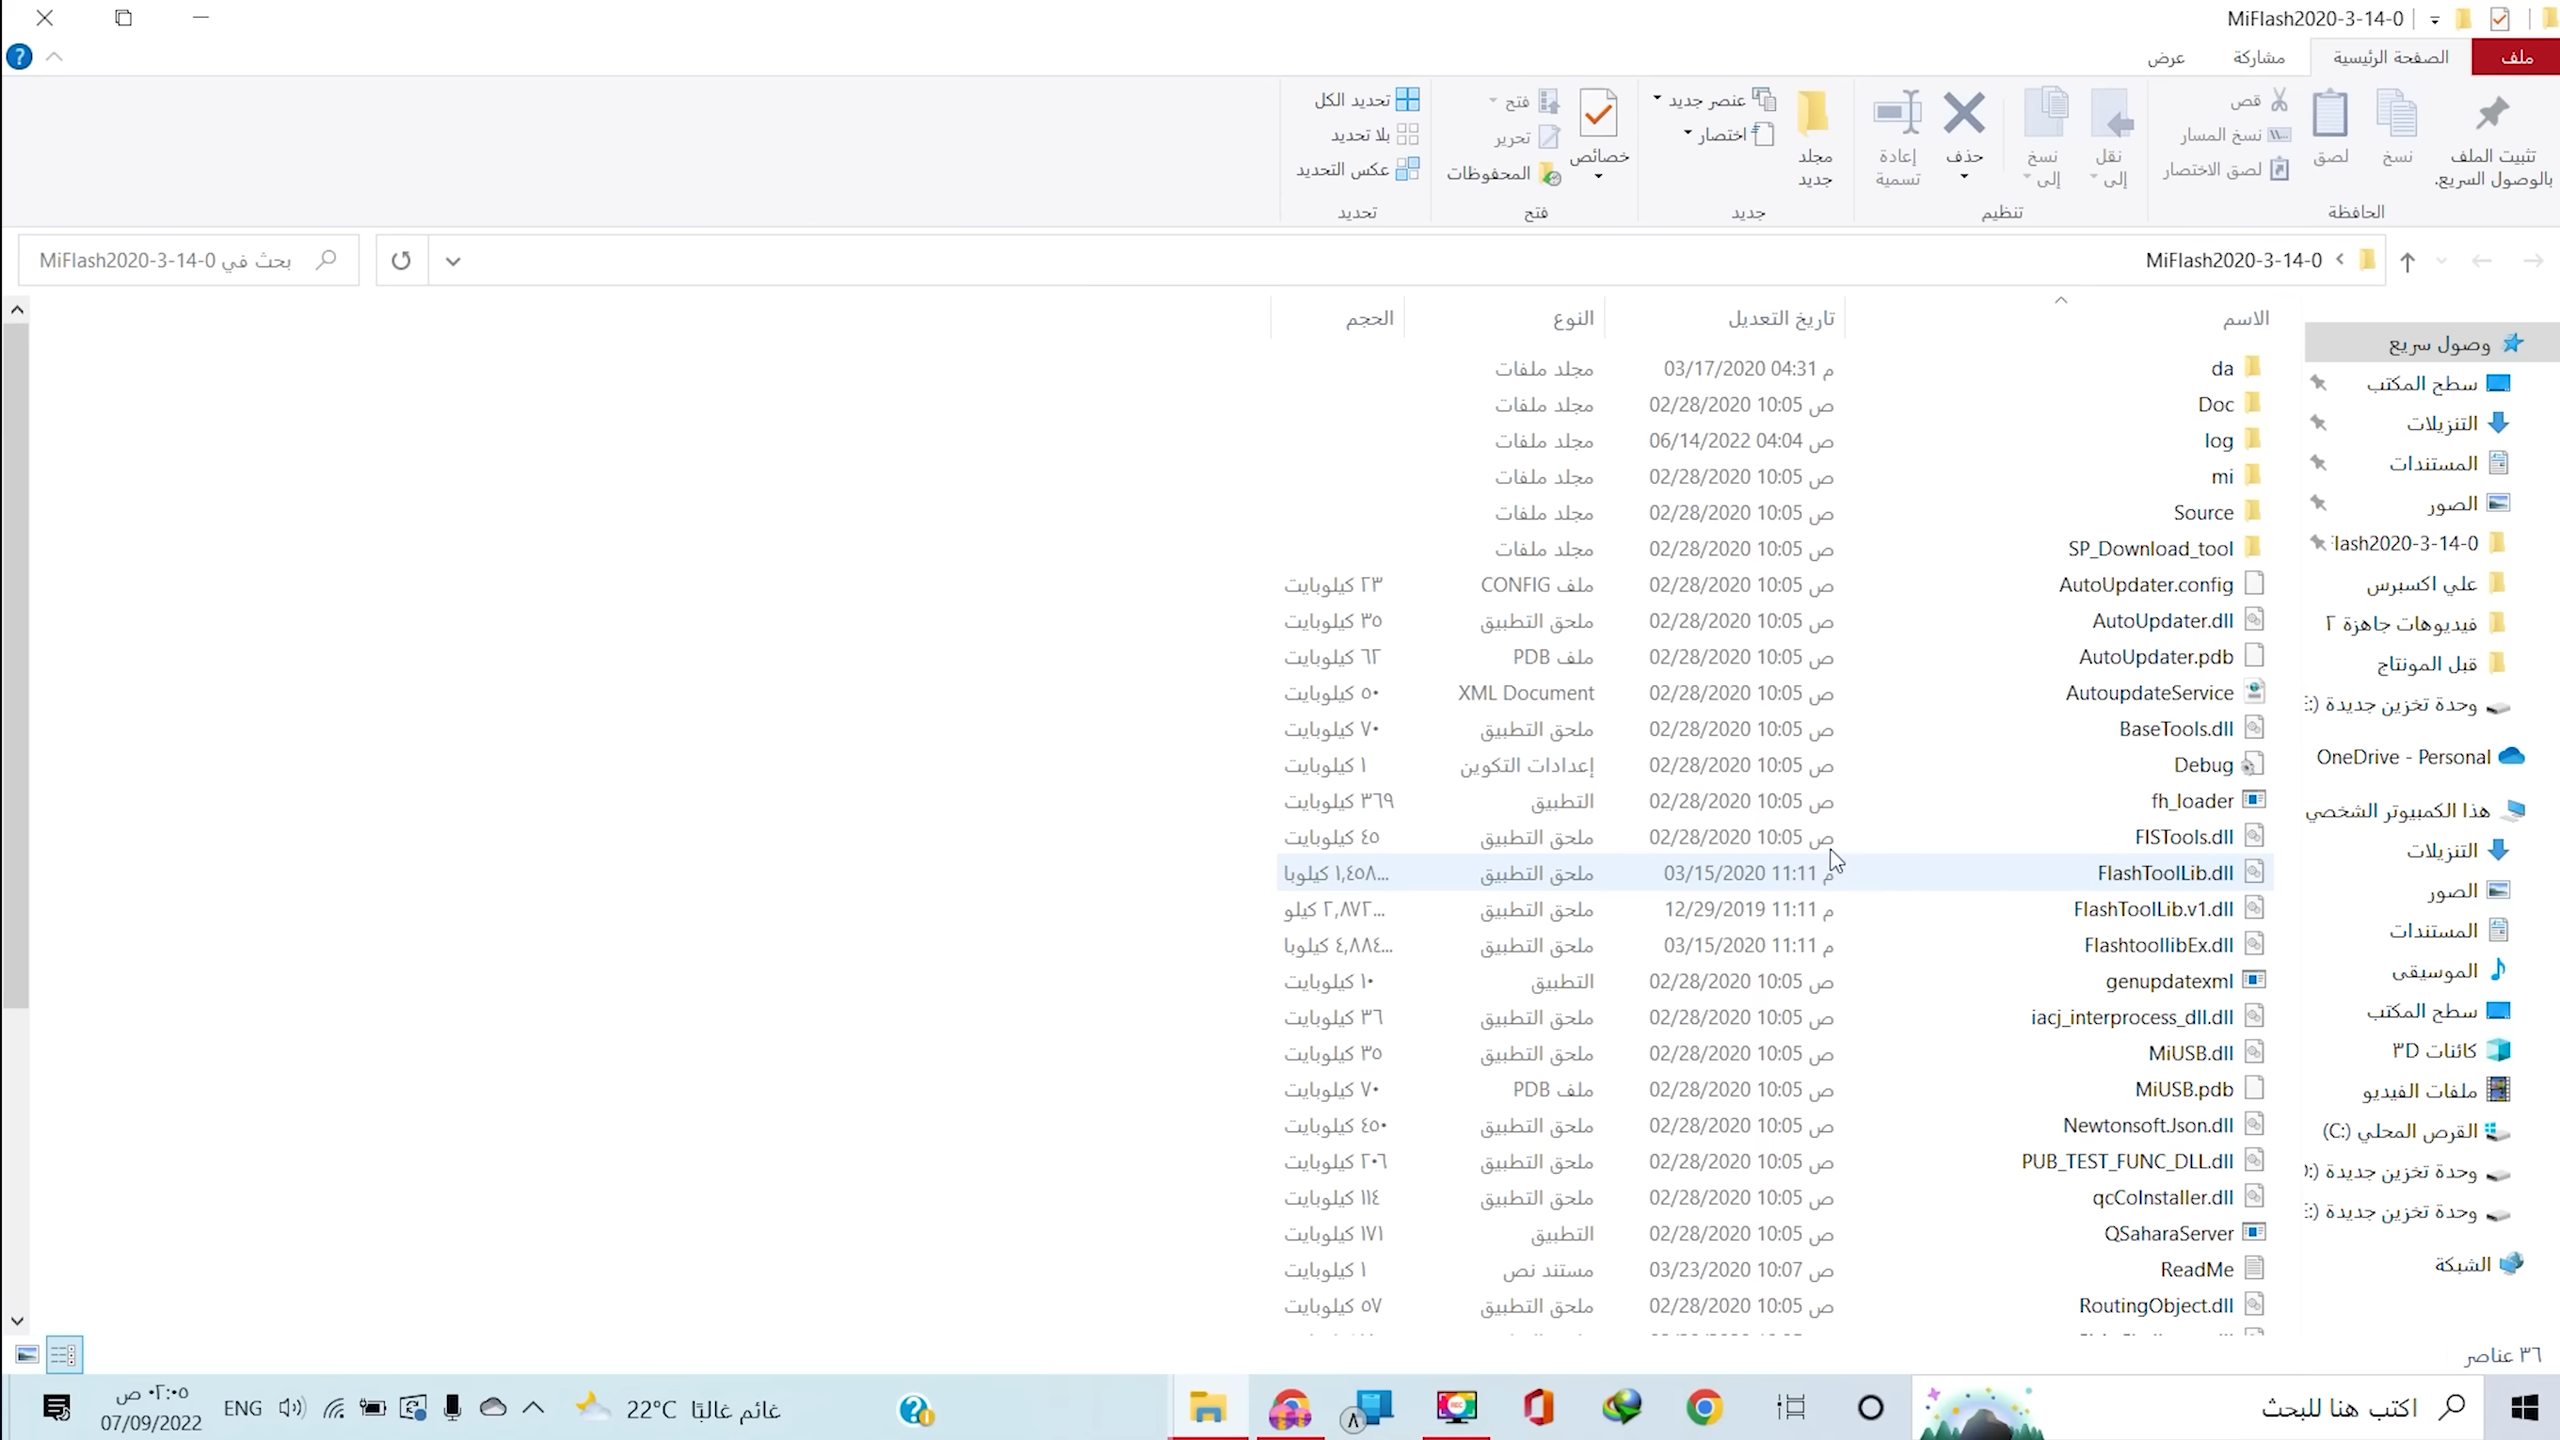 MiFlash2020-3-14-0
ملف
الصفحة الرئيسية
مشاركة
عرض
تثبيت الملف بالوصول السريع.
نسخ
لصق
قص
نسخ المسار
لصق الاختصار
الحافظة
نقل إلى
نسخ إلى
حذف
إعادة تسمية
تنظيم
مجلد جديد
عنصر جديد
اختصار
جديد
خصائص
فتح
تحرير
المحفوظات
فتح
تحديد الكل
بلا تحديد
عكس التحديد
تحديد
MiFlash2020-3-14-0
بحث في MiFlash2020-3-14-0
الاسم تاريخ التعديل النوع الحجم
da 03/17/2020 04:31 م مجلد ملفات
Doc 02/28/2020 10:05 ص مجلد ملفات
log 06/14/2022 04:04 ص مجلد ملفات
mi 02/28/2020 10:05 ص مجلد ملفات
Source 02/28/2020 10:05 ص مجلد ملفات
SP_Download_tool 02/28/2020 10:05 ص مجلد ملفات
AutoUpdater.config 02/28/2020 10:05 ص ملف CONFIG ٢٣ كيلوبايت
AutoUpdater.dll 02/28/2020 10:05 ص ملحق التطبيق ٣٥ كيلوبايت
AutoUpdater.pdb 02/28/2020 10:05 ص ملف PDB ٦٢ كيلوبايت
AutoupdateService 02/28/2020 10:05 ص XML Document ٥٠ كيلوبايت
BaseTools.dll 02/28/2020 10:05 ص ملحق التطبيق ٧٠ كيلوبايت
Debug 02/28/2020 10:05 ص إعدادات التكوين ١ كيلوبايت
fh_loader 02/28/2020 10:05 ص التطبيق ٣٦٩ كيلوبايت
FISTools.dll 02/28/2020 10:05 ص ملحق التطبيق ٤٥ كيلوبايت
FlashToolLib.dll 03/15/2020 11:11 م ملحق التطبيق ١,٤٥٨ كيلوبا...
FlashToolLib.v1.dll 12/29/2019 11:11 م ملحق التطبيق ٢,٨٧٢ كيلو...
FlashtoollibEx.dll 03/15/2020 11:11 م ملحق التطبيق ٤,٨٨٤ كيلوبا...
genupdatexml 02/28/2020 10:05 ص التطبيق ١٠ كيلوبايت
iacj_interprocess_dll.dll 02/28/2020 10:05 ص ملحق التطبيق ٣٦ كيلوبايت
MiUSB.dll 02/28/2020 10:05 ص ملحق التطبيق ٣٥ كيلوبايت
MiUSB.pdb 02/28/2020 10:05 ص ملف PDB ٧٠ كيلوبايت
NewtonsoftJson.dll 02/28/2020 10:05 ص ملحق التطبيق ٤٥٠ كيلوبايت
PUB_TEST_FUNC_DLL.dll 02/28/2020 10:05 ص ملحق التطبيق ٢٠٦ كيلوبايت
qcCoInstaller.dll 02/28/2020 10:05 ص ملحق التطبيق ١١٤ كيلوبايت
QSaharaServer 02/28/2020 10:05 ص التطبيق ١٧١ كيلوبايت
ReadMe 03/23/2020 10:07 ص مستند نص ١ كيلوبايت
RoutingObject.dll 02/28/2020 10:05 ص ملحق التطبيق ٥٧ كيلوبايت
وصول سريع
سطح المكتب
التنزيلات
المستندات
الصور
lash2020-3-14-0
علي اكسبرس
فيديوهات جاهزة ٢
قبل المونتاج
وحدة تخزين جديدة (:
OneDrive - Personal
هذا الكمبيوتر الشخصي
التنزيلات
الصور
المستندات
الموسيقى
سطح المكتب
كائنات ٣D
ملفات الفيديو
القرص المحلي (C:)
وحدة تخزين جديدة (:
وحدة تخزين جديدة (:
الشبكة
٣٦ عناصر
اكتب هنا للبحث
REC
غائم غالبًا 22°C
ENG
٠٢:٠٥ ص
07/09/2022